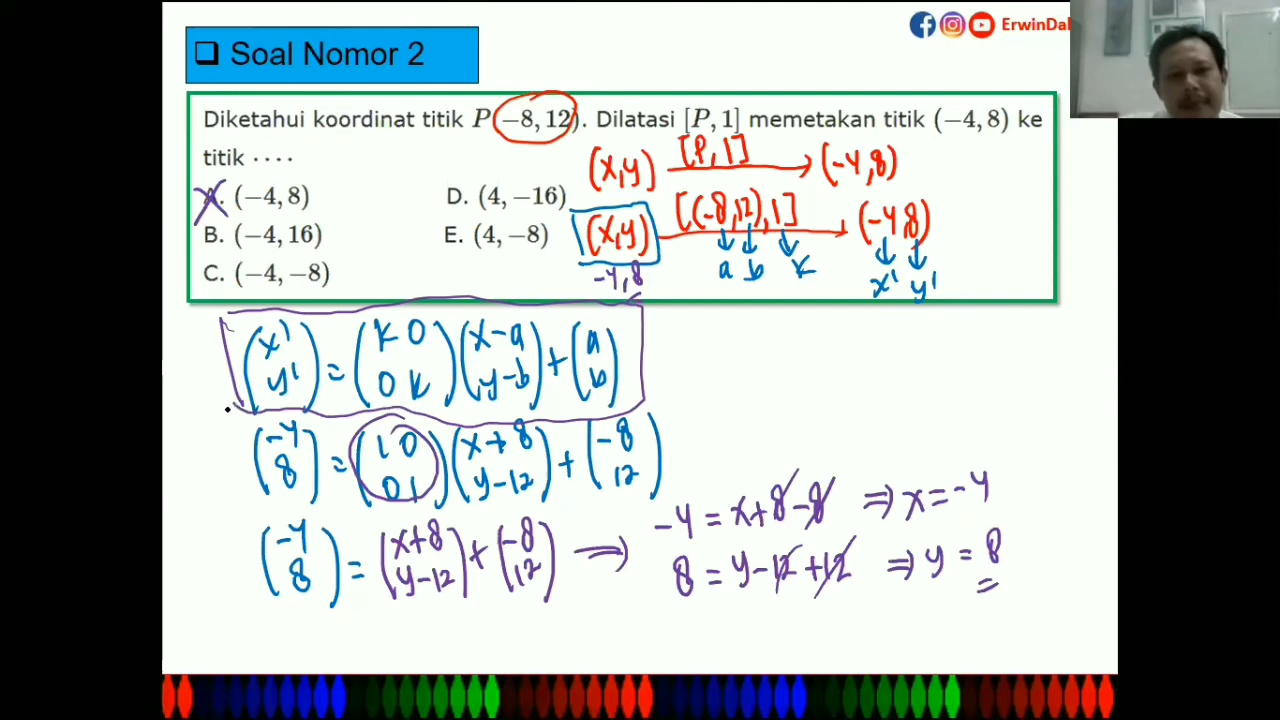 ErwinDal
❑ Soal Nomor 2
Diketahui koordinat titik P(−8, 12). Dilatasi [P, 1] memetakan titik (−4, 8) ke
titik ····
(x,y) [P,1] → (-4,8)
A. (−4, 8)
D. (4, −16)
(x,y) [(-8,12),1] → (-4,8)
B. (−4, 16)
E. (4, −8)
a b k x' y'
-4,8
C. (−4, −8)
(x' y') = (k 0 0 k)(x-a y-b) + (a b)
(-4 8) = (1 0 0 1)(x+8 y-12) + (-8 12)
(-4 8) = (x+8 y-12) + (-8 12) ⇒
-4 = x+8-8 ⇒ x=-4
8 = y-12+12 ⇒ y = 8